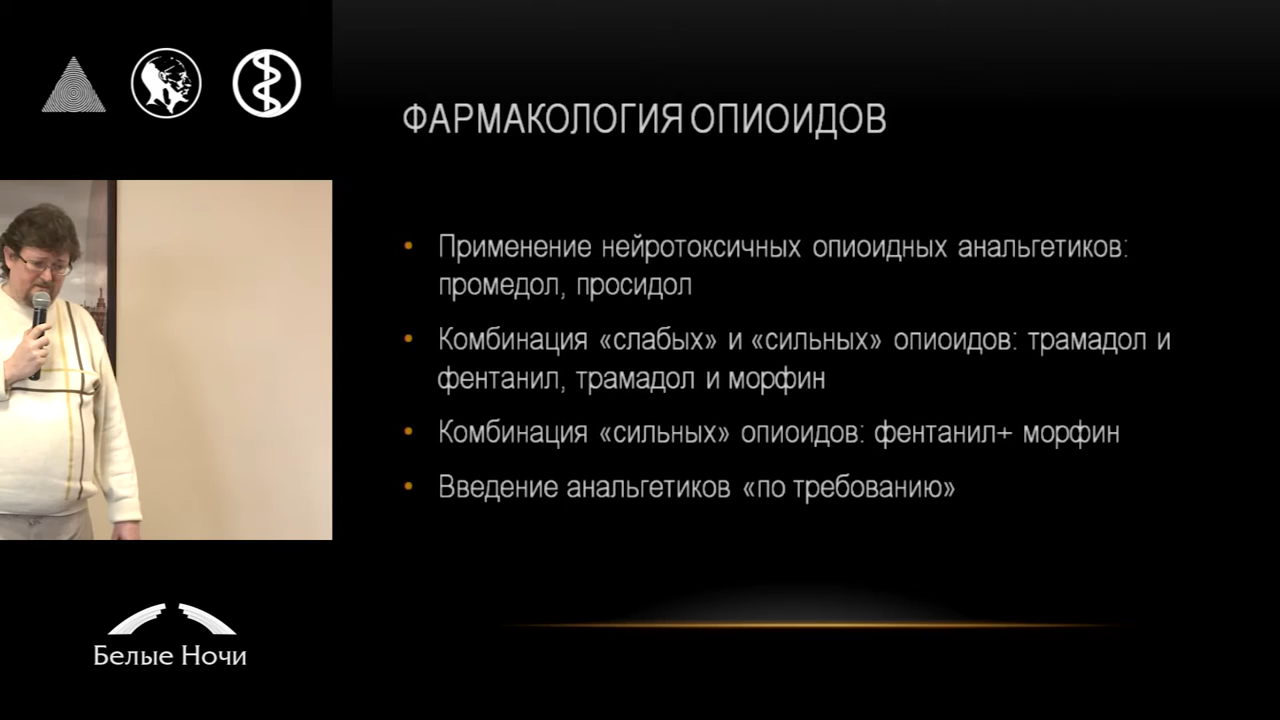 ФАРМАКОЛОГИЯ ОПИОИДОВ
• Применение нейротоксичных опиоидных анальгетиков:
промедол, просидол
• Комбинация «слабых» и «сильных» опиоидов: трамадол и
фентанил, трамадол и морфин
• Комбинация «сильных» опиоидов: фентанил+ морфин
• Введение анальгетиков «по требованию»
Белые Ночи